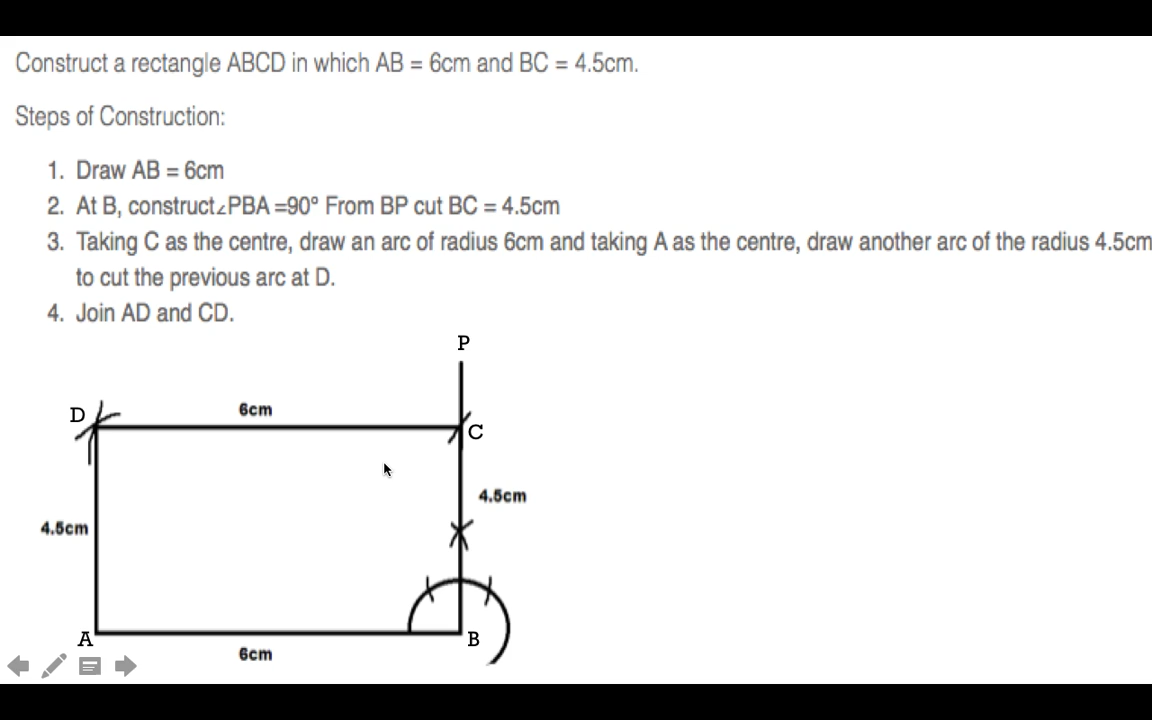 Construct a rectangle ABCD in which AB = 6cm and BC = 4.5cm.
Steps of Construction:
1. Draw AB = 6cm
2. At B, construct∠PBA =90° From BP cut BC = 4.5cm
3. Taking C as the centre, draw an arc of radius 6cm and taking A as the centre, draw another arc of the radius 4.5cm
to cut the previous arc at D.
4. Join AD and CD.
P
D
6cm
C
4.5cm
4.5cm
A
B
6cm